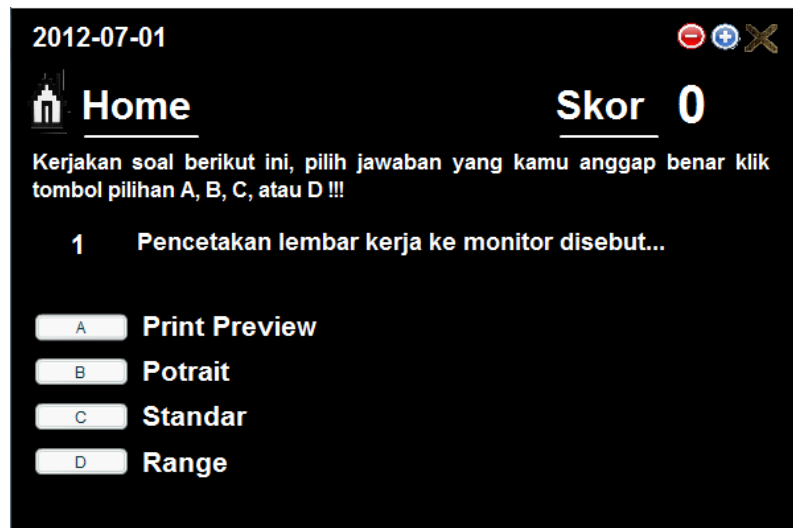 2012-07-01
Home
Skor 0
Kerjakan soal berikut ini, pilih jawaban yang kamu anggap benar klik
tombol pilihan A, B, C, atau D !!!
1 Pencetakan lembar kerja ke monitor disebut...
A Print Preview
B Potrait
C Standar
D Range